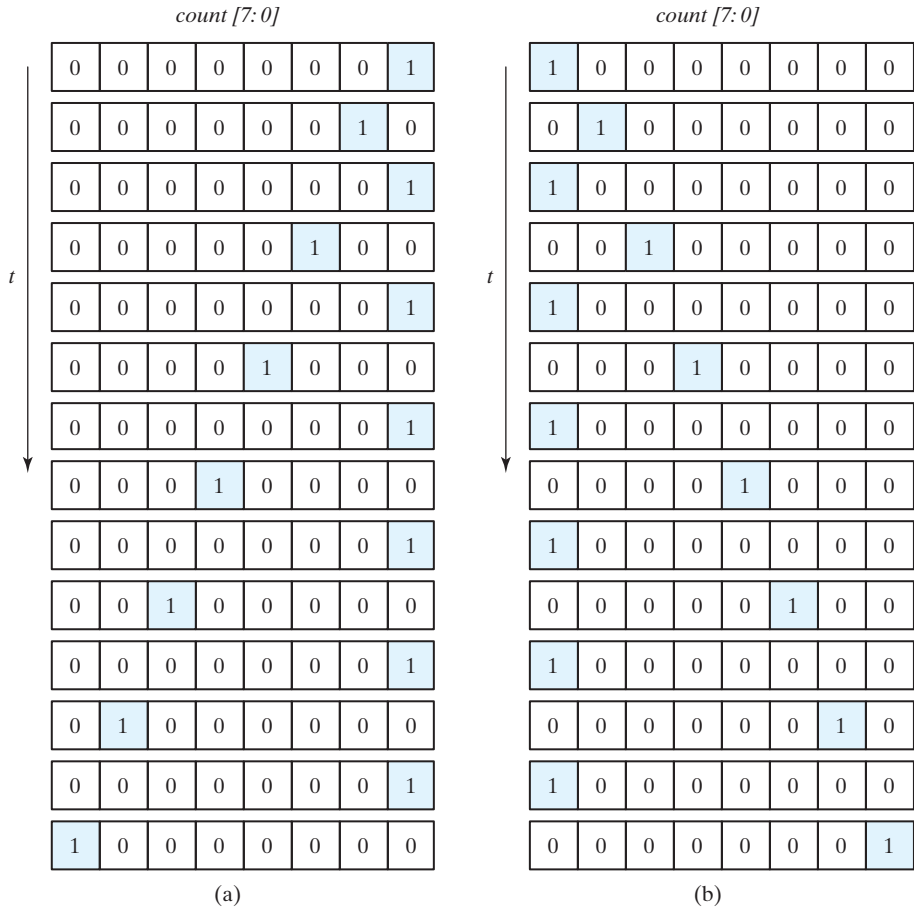 count [7: 0] count [7: 0]
0 0 0 0 0 0 0 1 1 0 0 0 0 0 0 0
0 0 0 0 0 0 1 0 0 1 0 0 0 0 0 0
0 0 0 0 0 0 0 1 1 0 0 0 0 0 0 0
0 0 0 0 0 1 0 0 0 0 1 0 0 0 0 0
t t
0 0 0 0 0 0 0 1 1 0 0 0 0 0 0 0
0 0 0 0 1 0 0 0 0 0 0 1 0 0 0 0
0 0 0 0 0 0 0 1 1 0 0 0 0 0 0 0
0 0 0 1 0 0 0 0 0 0 0 0 1 0 0 0
0 0 0 0 0 0 0 1 1 0 0 0 0 0 0 0
0 0 1 0 0 0 0 0 0 0 0 0 0 1 0 0
0 0 0 0 0 0 0 1 1 0 0 0 0 0 0 0
0 1 0 0 0 0 0 0 0 0 0 0 0 0 1 0
0 0 0 0 0 0 0 1 1 0 0 0 0 0 0 0
1 0 0 0 0 0 0 0 0 0 0 0 0 0 0 1
(a) (b)